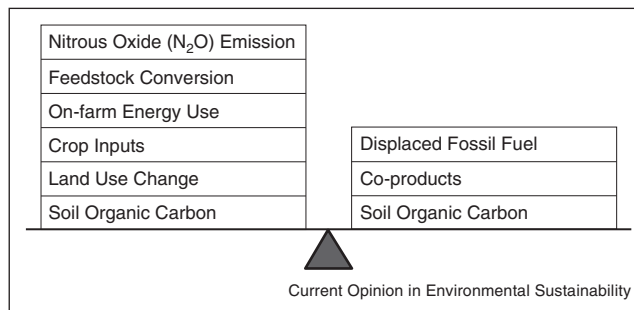 Nitrous Oxide (N₂O) Emission
Feedstock Conversion
On-farm Energy Use
Crop Inputs
Land Use Change
Soil Organic Carbon
Displaced Fossil Fuel
Co-products
Soil Organic Carbon
Current Opinion in Environmental Sustainability